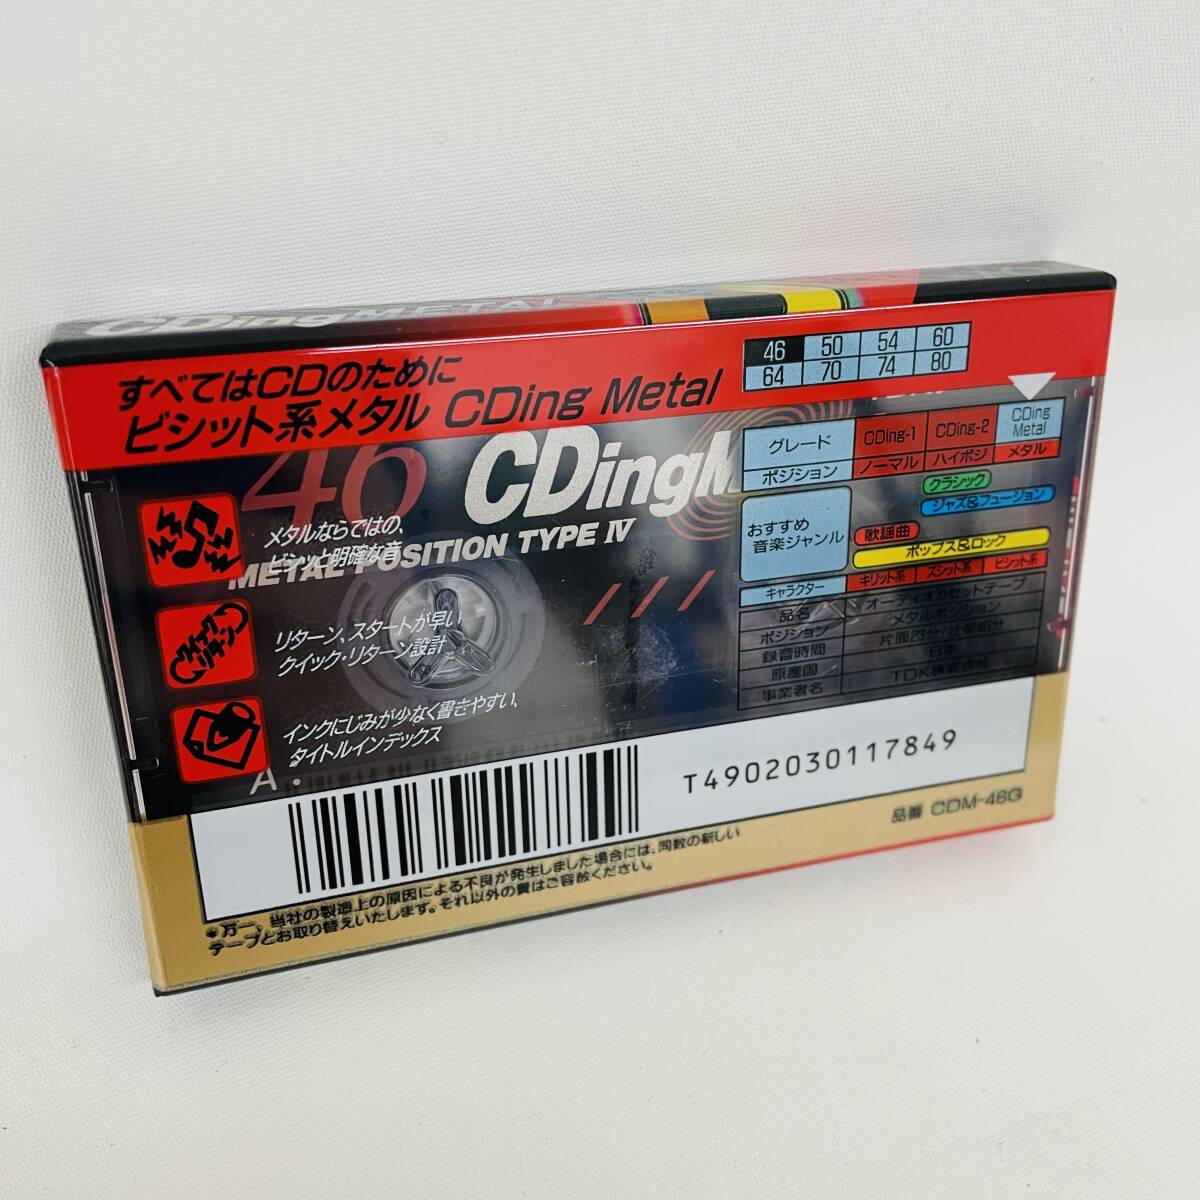 CDing METAL
すべてはCDのために
ビシット系メタル CDing Metal
46 50 54 60
64 70 74 80
46 CDingM
METAL POSITION TYPE IV
メタルならではの、
ビシッと明確な音
クイックリターン
リターン、スタートが早い
クイック・リターン設計
インクにじみが少なく書きやすい、
タイトルインデックス
A・
グレード CDing-1 CDing-2 CDing Metal
ポジション ノーマル ハイポジ メタル
おすすめ
音楽ジャンル
クラシック
ジャズ&フュージョン
歌謡曲
ポップス&ロック
キャラクター キリット系 ズシット系 ビシット系
品名 オーディオカセットテープ
ポジション メタルポジション
録音時間 片面23分/往復46分
原産国 日本
事業者名 TDK株式会社
T4902030117849
品番 CDM-46G
*万一、当社の製造上の原因による不良が発生しました場合には、同数の新しい
テープとお取り替えいたします。それ以外の責はご容赦ください。